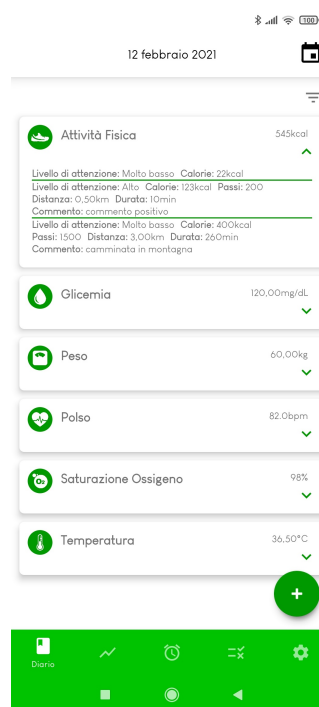 100
12 febbraio 2021
Attività Fisica 545kcal
Livello di attenzione: Molto basso Calorie: 22kcal
Livello di attenzione: Alto Calorie: 123kcal Passi: 200
Distanza: 0,50km Durata: 10min
Commento: commento positivo
Livello di attenzione: Molto basso Calorie: 400kcal
Passi: 1500 Distanza: 3,00km Durata: 260min
Commento: camminata in montagna
Glicemia 120,00mg/dL
Peso 60,00kg
Polso 82.0bpm
O₂
Saturazione Ossigeno 98%
Temperatura 36,50°C
+
Diario